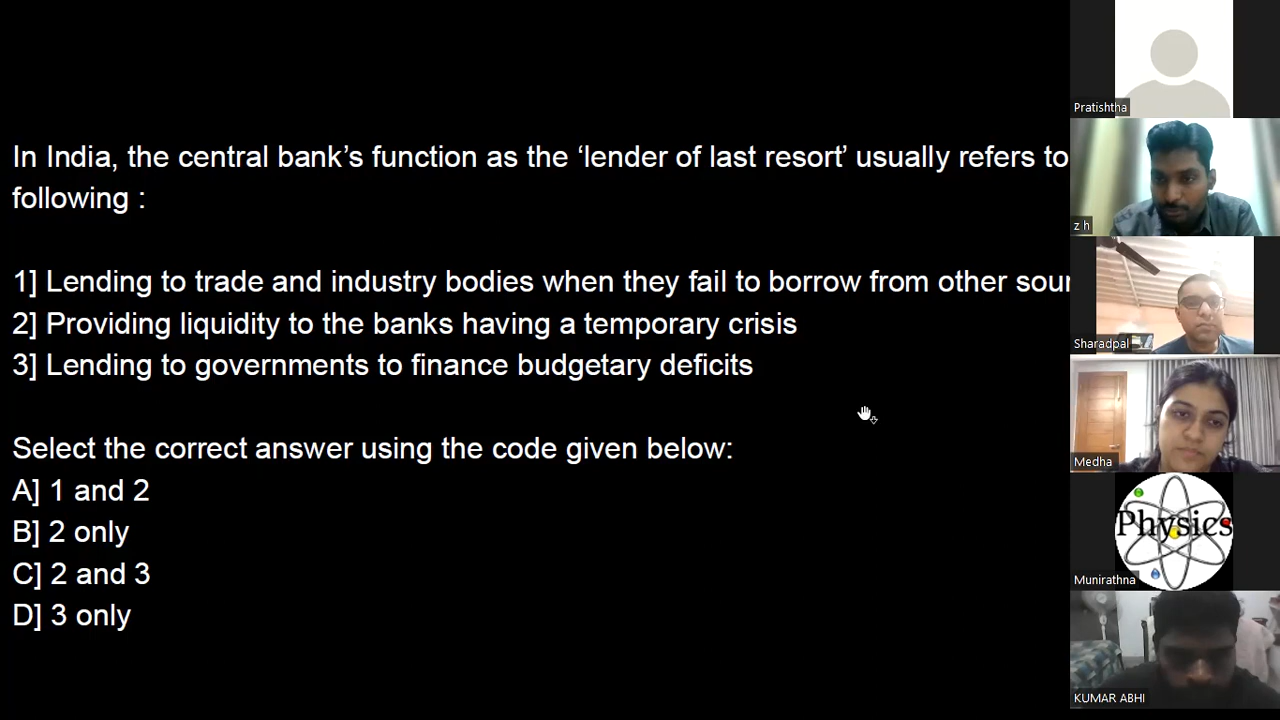 In India, the central bank's function as the ‘lender of last resort’ usually refers to
following :
1] Lending to trade and industry bodies when they fail to borrow from other
2] Providing liquidity to the banks having a temporary crisis
3] Lending to governments to finance budgetary deficits
Select the correct answer using the code given below:
A] 1 and 2
B] 2 only
C] 2 and 3
D] 3 only
Pratishtha
z h
Sharadpal
Medha
Physics
Munirathna
KUMAR ABHI